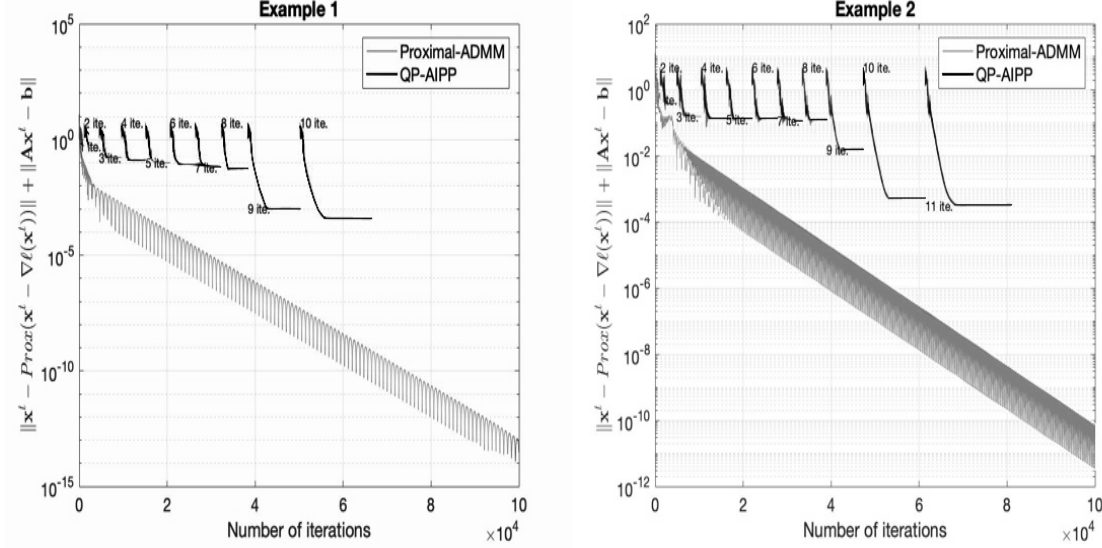 Example 1
10^5
10^0
10^-5
10^-10
10^-15
‖x^t − Prox(x^t − ∇ℓ(x^t))‖ + ‖Ax^t − b‖
Proximal-ADMM
QP-AIPP
2 ite.
4 ite.
6 ite.
8 ite.
10 ite.
ite.
3 ite.
5 ite.
7 ite.
9 ite.
0 2 4 6 8 10
×10^4
Number of iterations
Example 2
10^2
10^0
10^-2
10^-4
10^-6
10^-8
10^-10
10^-12
‖x^t − Prox(x^t − ∇ℓ(x^t))‖ + ‖Ax^t − b‖
Proximal-ADMM
QP-AIPP
2 ite.
4 ite.
6 ite.
8 ite.
10 ite.
ite.
3 ite.
5 ite.
7 ite.
9 ite.
11 ite.
0 2 4 6 8 10
×10^4
Number of iterations